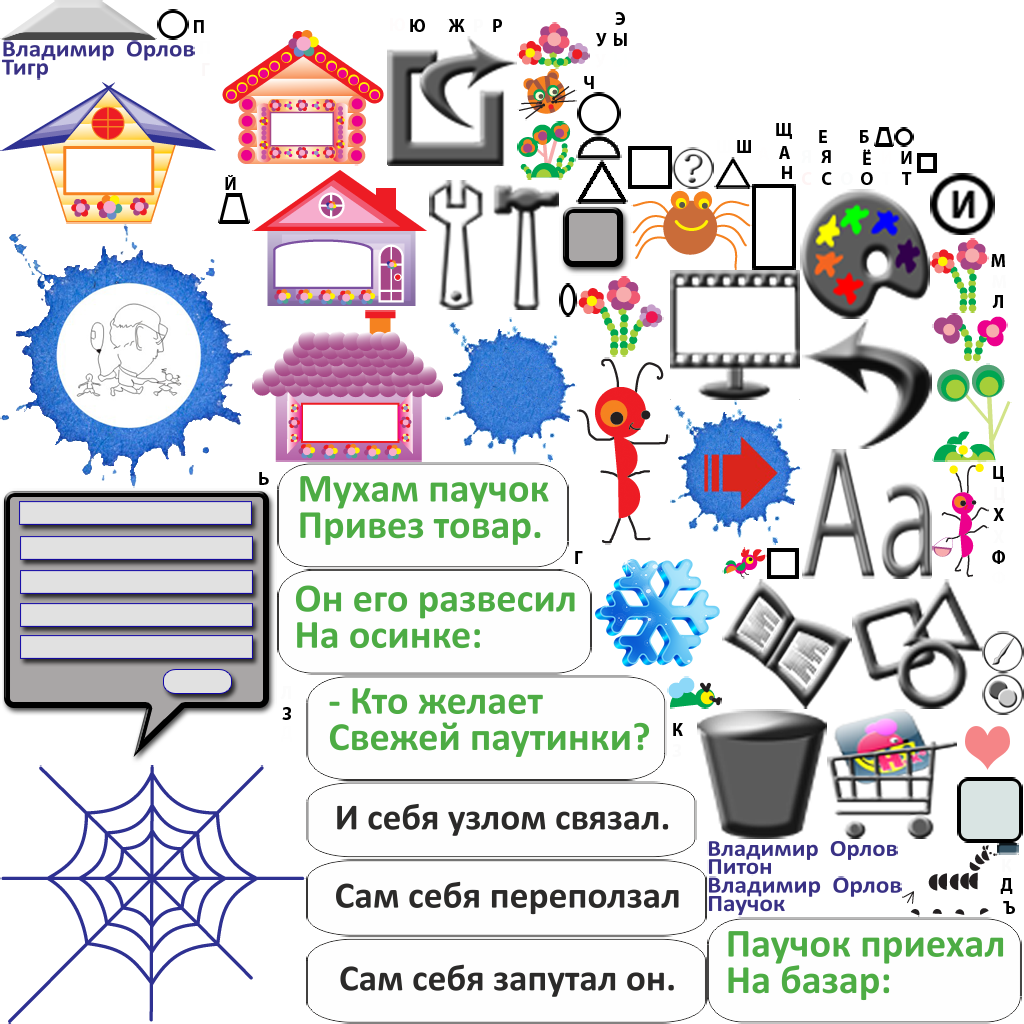 П
Владимир Орлов
Тигр
Ю Ж Р
Э
У Ы
Ч
Й
Ш
Щ
А
Н
Е
Я
С
Б Д
Ё И
О Т
?
И
М
Л
Ь
Мухам паучок
Привез товар.
Г
Он его развесил
На осинке:
Аа
Ц
Х
Ф
З
- Кто желает
Свежей паутинки?
К
И себя узлом связал.
Сам себя переползал
Сам себя запутал он.
Владимир Орлов
Питон
Владимир Орлов
Паучок
Д
Ъ
Паучок приехал
На базар: